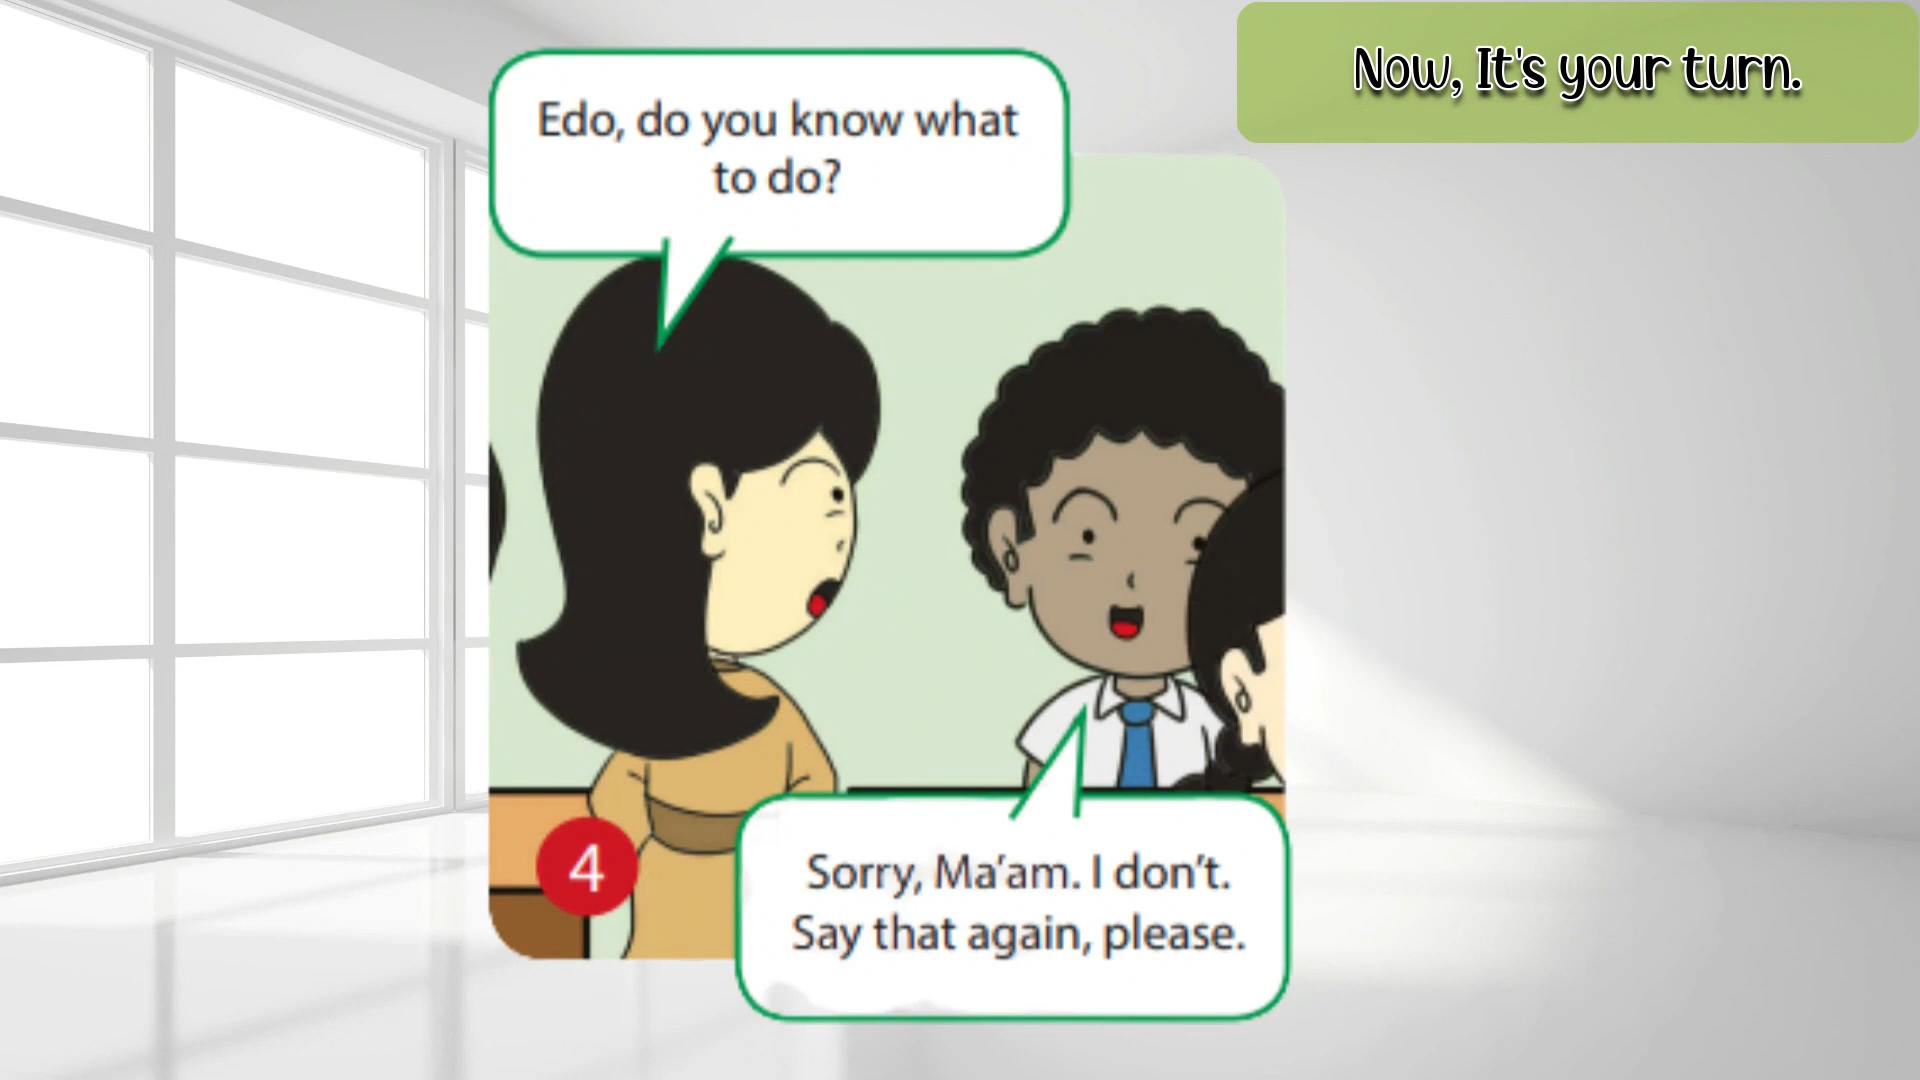 Now, It's your turn.
Edo, do you know what
to do?
4
Sorry, Ma'am. I don't.
Say that again, please.